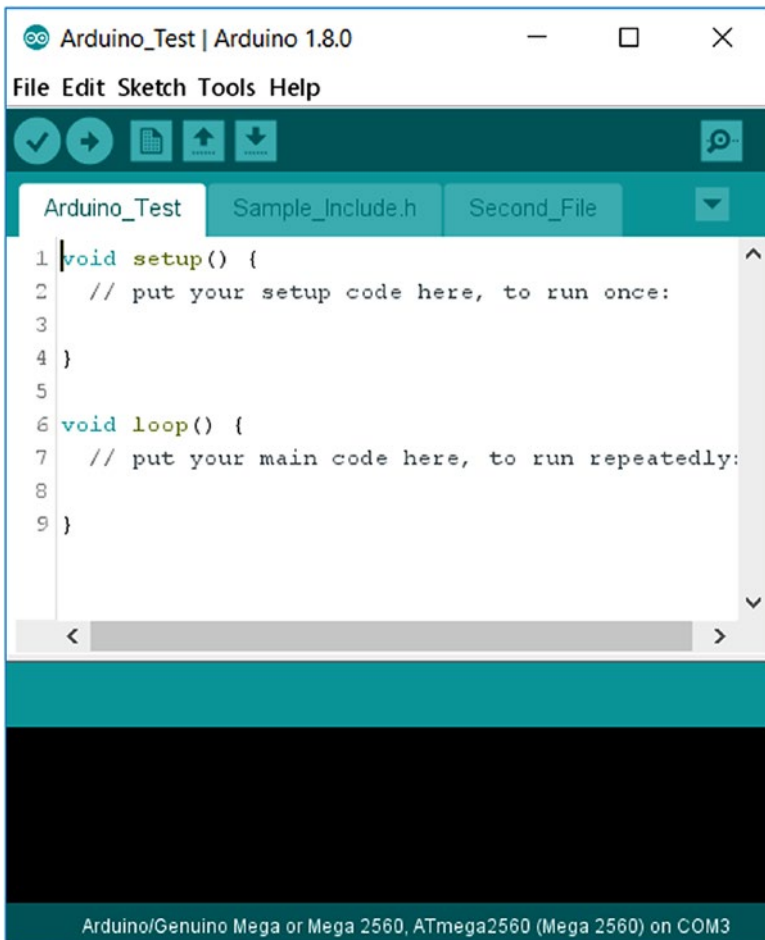 Arduino_Test | Arduino 1.8.0
File Edit Sketch Tools Help
Arduino_Test Sample_Include.h Second_File
1 void setup() {
2   // put your setup code here, to run once:
3
4 }
5
6 void loop() {
7   // put your main code here, to run repeatedly:
8
9 }
Arduino/Genuino Mega or Mega 2560, ATmega2560 (Mega 2560) on COM3